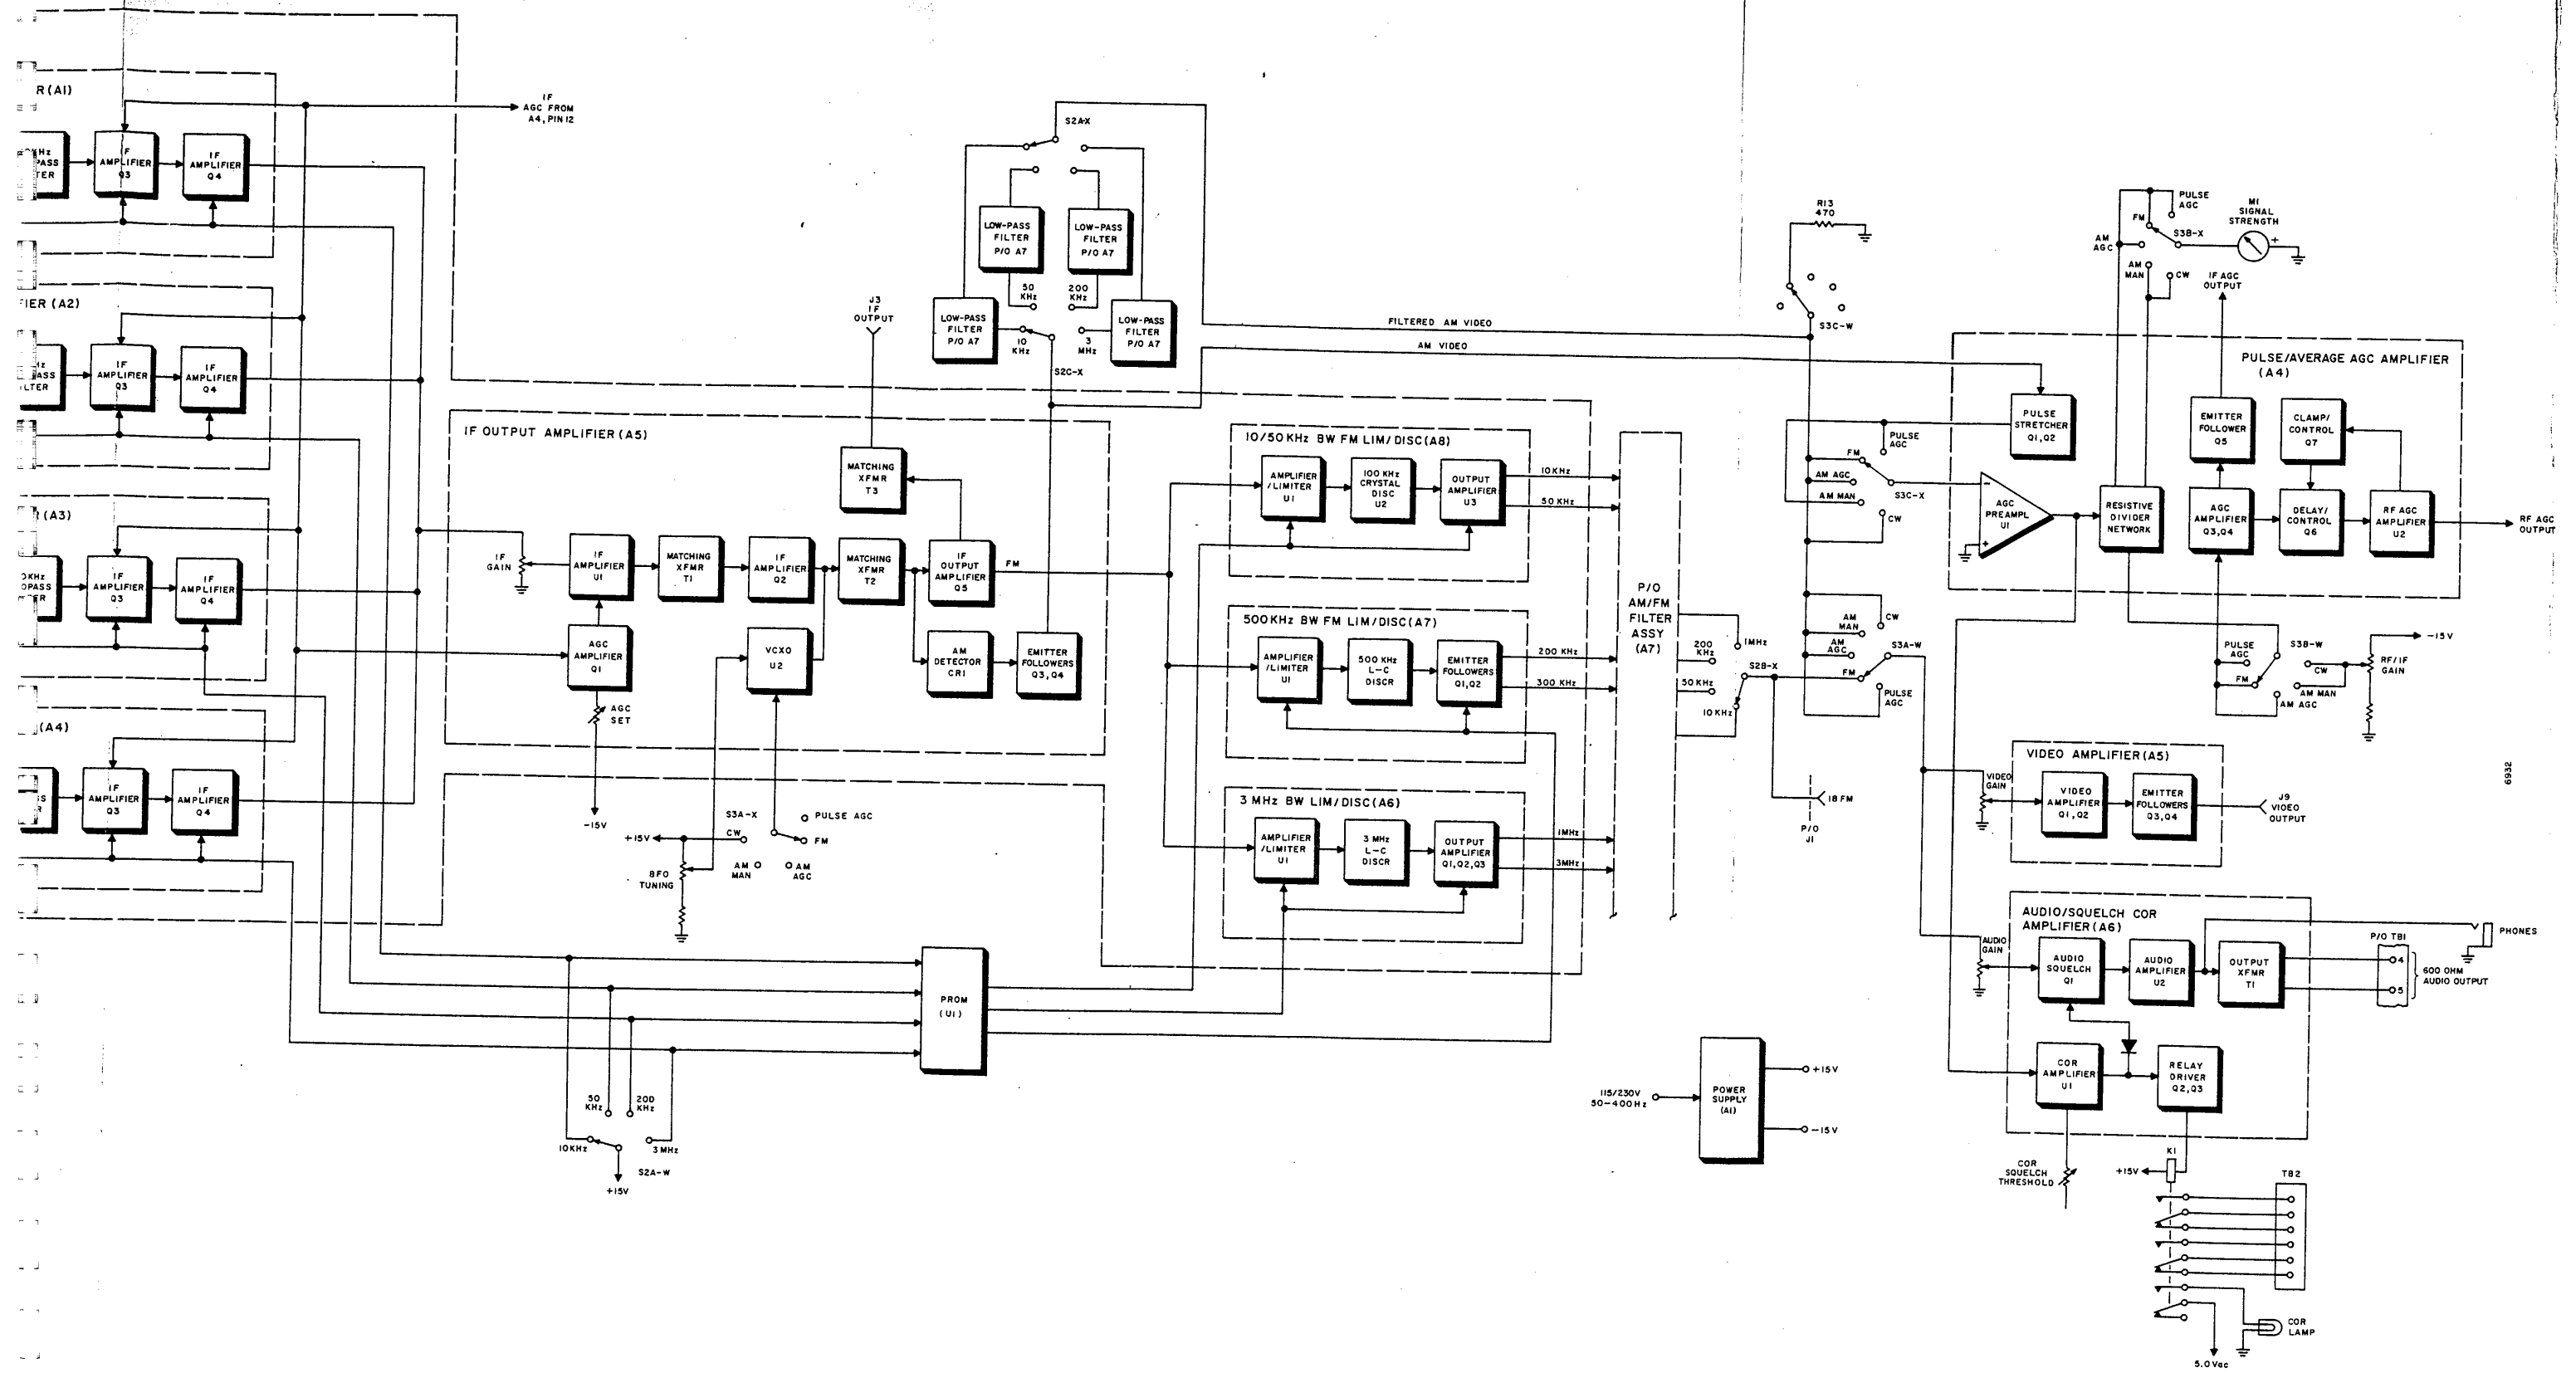 R(A1)
IF
AMPLIFIER
Q3
IF
AMPLIFIER
Q4
IF
AGC FROM
A4, PIN 12
FIER (A2)
IF
AMPLIFIER
Q3
IF
AMPLIFIER
Q4
(A3)
IF
AMPLIFIER
Q3
IF
AMPLIFIER
Q4
(A4)
IF
AMPLIFIER
Q3
IF
AMPLIFIER
Q4
IF OUTPUT AMPLIFIER (A5)
IF
GAIN
IF
AMPLIFIER
U1
MATCHING
XFMR
T1
IF
AMPLIFIER
Q2
MATCHING
XFMR
T2
IF
OUTPUT
AMPLIFIER
Q5
FM
MATCHING
XFMR
T3
J3
IF
OUTPUT
AGC
AMPLIFIER
Q1
AGC
SET
-15V
VCXO
U2
AM
DETECTOR
CR1
EMITTER
FOLLOWERS
Q3,Q4
S3A-X
PULSE AGC
CW
FM
AM
MAN
AM
AGC
+15V
BFO
TUNING
S2A-X
LOW-PASS
FILTER
P/O A7
LOW-PASS
FILTER
P/O A7
50
KHz
200
KHz
LOW-PASS
FILTER
P/O A7
LOW-PASS
FILTER
P/O A7
10
KHz
3
MHz
S2C-X
FILTERED AM VIDEO
AM VIDEO
10/50 KHz BW FM LIM/DISC(A8)
AMPLIFIER
/LIMITER
U1
100 KHz
CRYSTAL
DISC
U2
OUTPUT
AMPLIFIER
U3
10KHz
50 KHz
500KHz BW FM LIM/DISC(A7)
AMPLIFIER
/LIMITER
U1
500 KHz
L-C
DISCR
EMITTER
FOLLOWERS
Q1,Q2
200 KHz
300 KHz
3 MHz BW LIM/DISC(A6)
AMPLIFIER
/LIMITER
U1
3 MHz
L-C
DISCR
OUTPUT
AMPLIFIER
Q1,Q2,Q3
1MHz
3MHz
P/O
AM/FM
FILTER
ASSY
(A7)
200
KHz
1MHz
50 KHz
10KHz
S2B-X
18 FM
P/O
J1
PROM
(U1)
50
KHz
200
KHz
10KHz
3MHz
S2A-W
+15V
115/230V
50-400Hz
POWER
SUPPLY
(A1)
+15V
-15V
R13
470
S3C-W
PULSE
AGC
FM
AM AGC
AM MAN
S3C-X
CW
CW
AM
MAN
AM
AGC
FM
S3A-W
PULSE
AGC
PULSE/AVERAGE AGC AMPLIFIER
(A4)
PULSE
STRETCHER
Q1,Q2
AGC
PREAMPL
U1
-
+
RESISTIVE
DIVIDER
NETWORK
EMITTER
FOLLOWER
Q5
CLAMP/
CONTROL
Q7
AGC
AMPLIFIER
Q3,Q4
DELAY/
CONTROL
Q6
RF AGC
AMPLIFIER
U2
RF AGC
OUTPUT
PULSE
AGC
FM
AM
AGC
S3B-X
AM
MAN
CW
M1
SIGNAL
STRENGTH
+
IF AGC
OUTPUT
PULSE
AGC
FM
S3B-W
CW
AM MAN
AM AGC
-15V
RF/IF
GAIN
VIDEO AMPLIFIER(A5)
VIDEO
GAIN
VIDEO
AMPLIFIER
Q1,Q2
EMITTER
FOLLOWERS
Q3,Q4
J9
VIDEO
OUTPUT
6932
AUDIO/SQUELCH COR
AMPLIFIER(A6)
AUDIO
GAIN
AUDIO
SQUELCH
Q1
AUDIO
AMPLIFIER
U2
OUTPUT
XFMR
T1
PHONES
P/O TB1
4
5
600 OHM
AUDIO OUTPUT
COR
AMPLIFIER
U1
RELAY
DRIVER
Q2,Q3
COR
SQUELCH
THRESHOLD
K1
+15V
TB2
COR
LAMP
5.0Vac